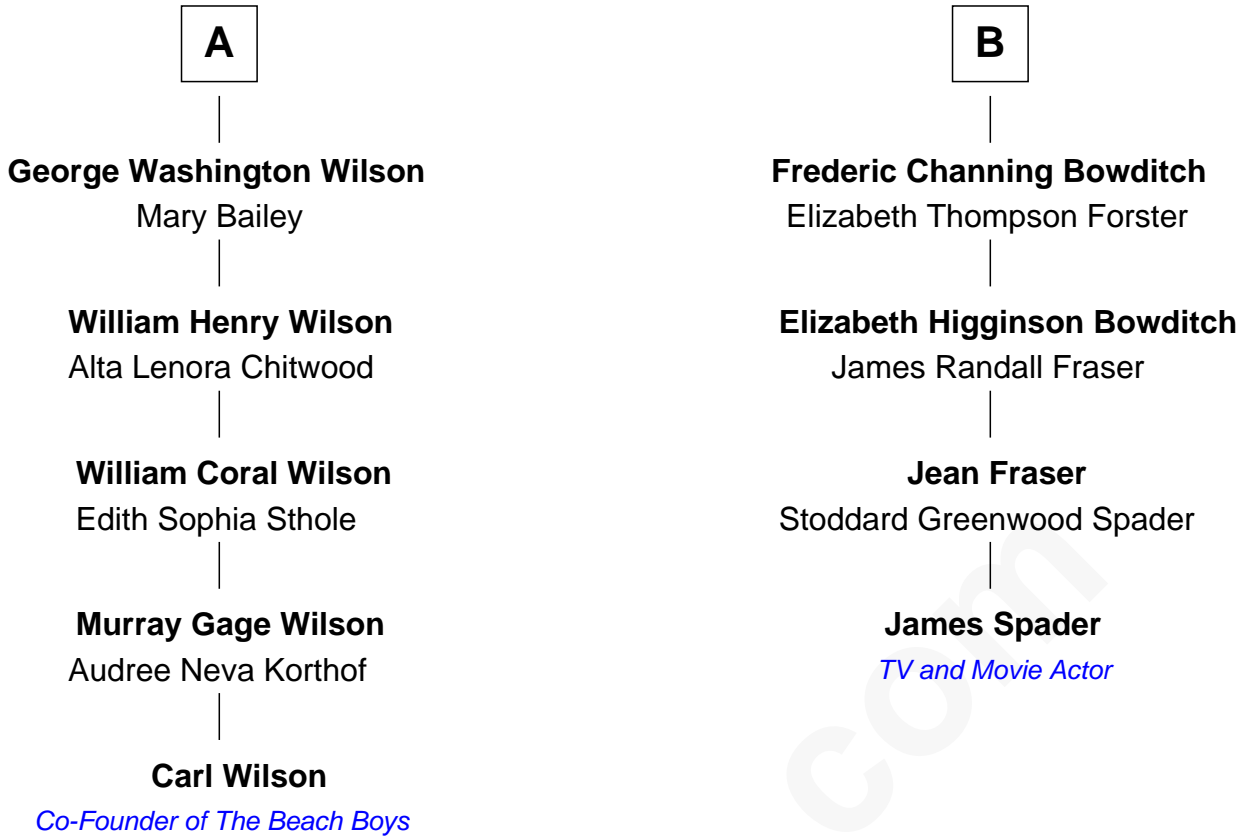 A
George Washington Wilson
Mary Bailey
William Henry Wilson
Alta Lenora Chitwood
William Coral Wilson
Edith Sophia Sthole
Murray Gage Wilson
Audree Neva Korthof
Carl Wilson
Co-Founder of The Beach Boys
B
Frederic Channing Bowditch
Elizabeth Thompson Forster
Elizabeth Higginson Bowditch
James Randall Fraser
Jean Fraser
Stoddard Greenwood Spader
James Spader
TV and Movie Actor
com